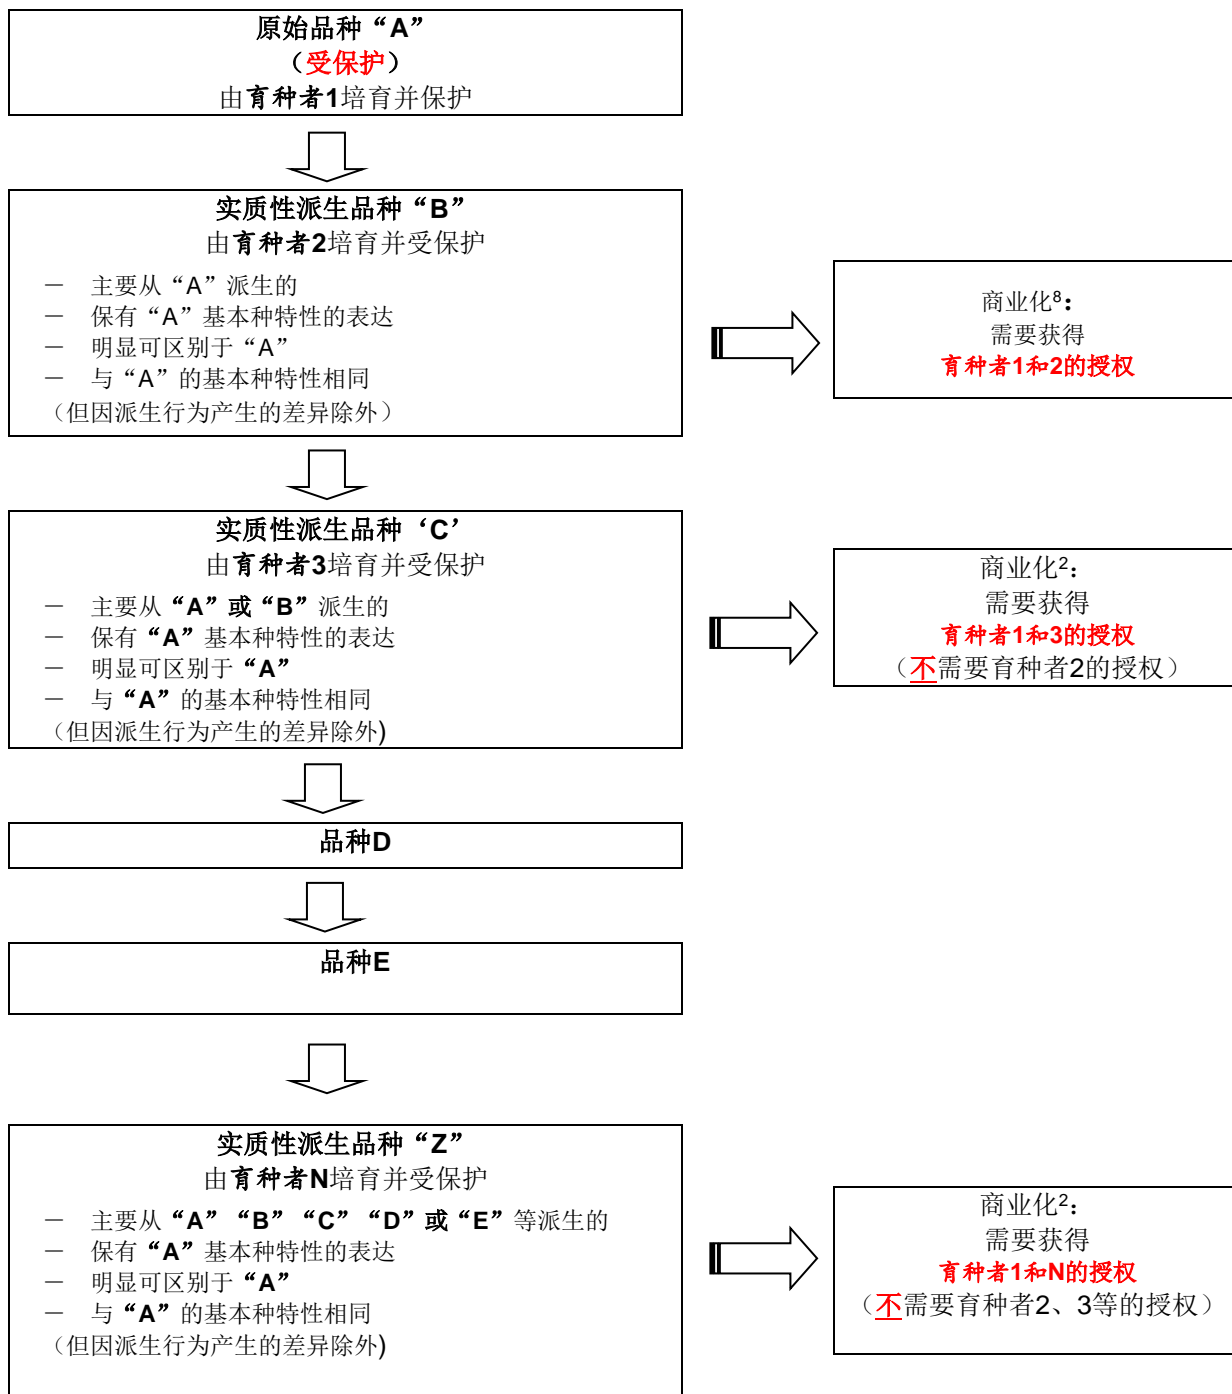 原始品种“A”
（受保护）
由育种者1培育并保护
实质性派生品种“B”
由育种者2培育并受保护
－ 主要从“A”派生的
－ 保有“A”基本种特性的表达
－ 明显可区别于“A”
－ 与“A”的基本种特性相同
（但因派生行为产生的差异除外）
商业化⁸：
需要获得
育种者1和2的授权
实质性派生品种‘C’
由育种者3培育并受保护
－ 主要从“A”或“B”派生的
－ 保有“A”基本种特性的表达
－ 明显可区别于“A”
－ 与“A”的基本种特性相同
（但因派生行为产生的差异除外)
商业化²：
需要获得
育种者1和3的授权
（不需要育种者2的授权）
品种D
品种E
实质性派生品种“Z”
由育种者N培育并受保护
－ 主要从“A”“B”“C”“D”或“E”等派生的
－ 保有“A”基本种特性的表达
－ 明显可区别于“A”
－ 与“A”的基本种特性相同
（但因派生行为产生的差异除外)
商业化²：
需要获得
育种者1和N的授权
（不需要育种者2、3等的授权）